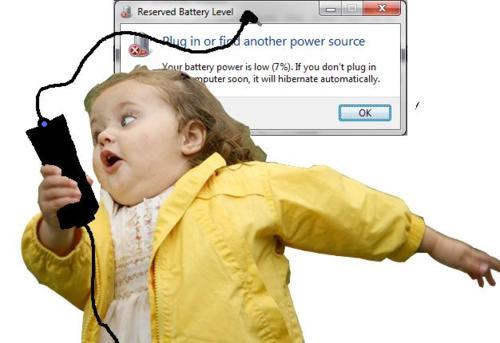 Reserved Battery Level
Plug in or find another power source
Your battery power is low (7%). If you don't plug in
computer soon, it will hibernate automatically.
OK